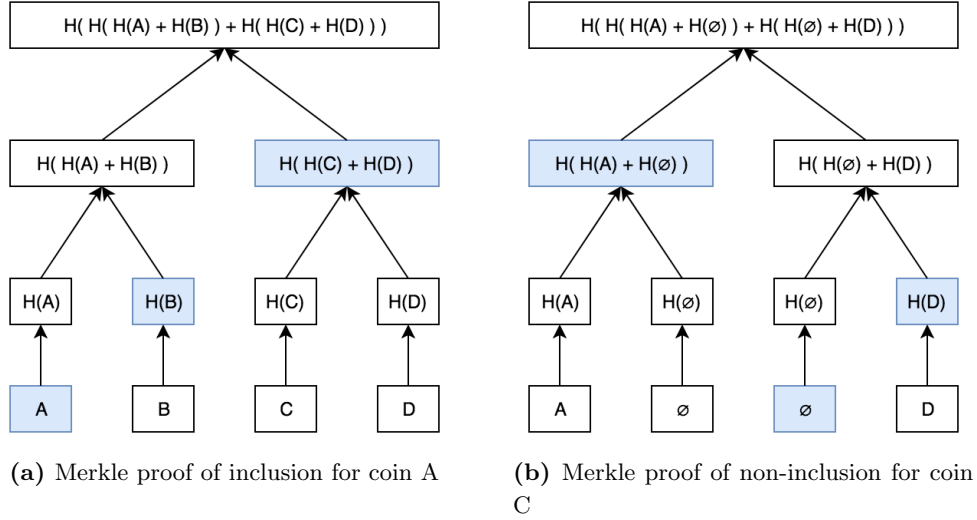 H( H( H(A) + H(B) ) + H( H(C) + H(D) ) )
H( H( H(A) + H(∅) ) + H( H(∅) + H(D) ) )
H( H(A) + H(B) )
H( H(C) + H(D) )
H( H(A) + H(∅) )
H( H(∅) + H(D) )
H(A)
H(B)
H(C)
H(D)
H(A)
H(∅)
H(∅)
H(D)
A
B
C
D
A
∅
∅
D
(a) Merkle proof of inclusion for coin A
(b) Merkle proof of non-inclusion for coin
C